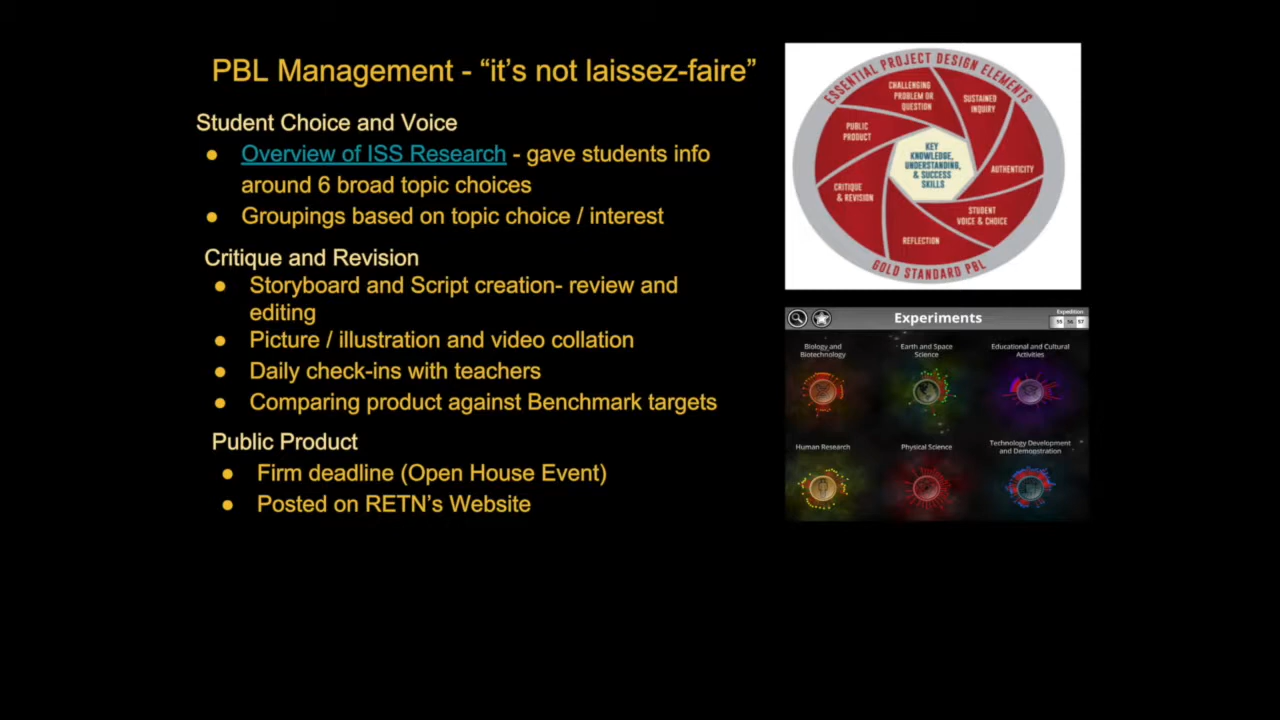 PBL Management - “it’s not laissez-faire”
Student Choice and Voice
● Overview of ISS Research - gave students info
around 6 broad topic choices
● Groupings based on topic choice / interest
Critique and Revision
● Storyboard and Script creation- review and
editing
● Picture / illustration and video collation
● Daily check-ins with teachers
● Comparing product against Benchmark targets
Public Product
● Firm deadline (Open House Event)
● Posted on RETN’s Website
ESSENTIAL PROJECT DESIGN ELEMENTS
CHALLENGING
PROBLEM OR
QUESTION
SUSTAINED
INQUIRY
AUTHENTICITY
STUDENT
VOICE & CHOICE
REFLECTION
CRITIQUE
& REVISION
PUBLIC
PRODUCT
KEY
KNOWLEDGE,
UNDERSTANDING,
& SUCCESS
SKILLS
GOLD STANDARD PBL
Experiments
Expedition
55 56 57
Biology and
Biotechnology
Earth and Space
Science
Educational and Cultural
Activities
Human Research
Physical Science
Technology Development
and Demonstration